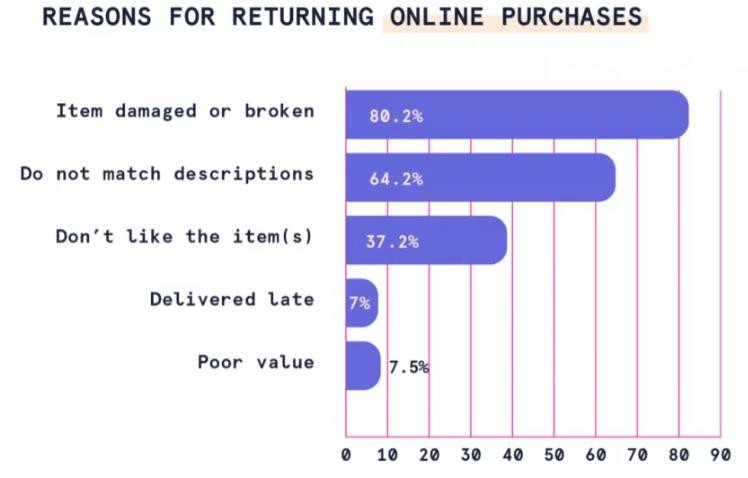 REASONS FOR RETURNING ONLINE PURCHASES
Item damaged or broken
80.2%
Do not match descriptions
64.2%
Don’t like the item(s)
37.2%
Delivered late
7%
Poor value
7.5%
0 10 20 30 40 50 60 70 80 90